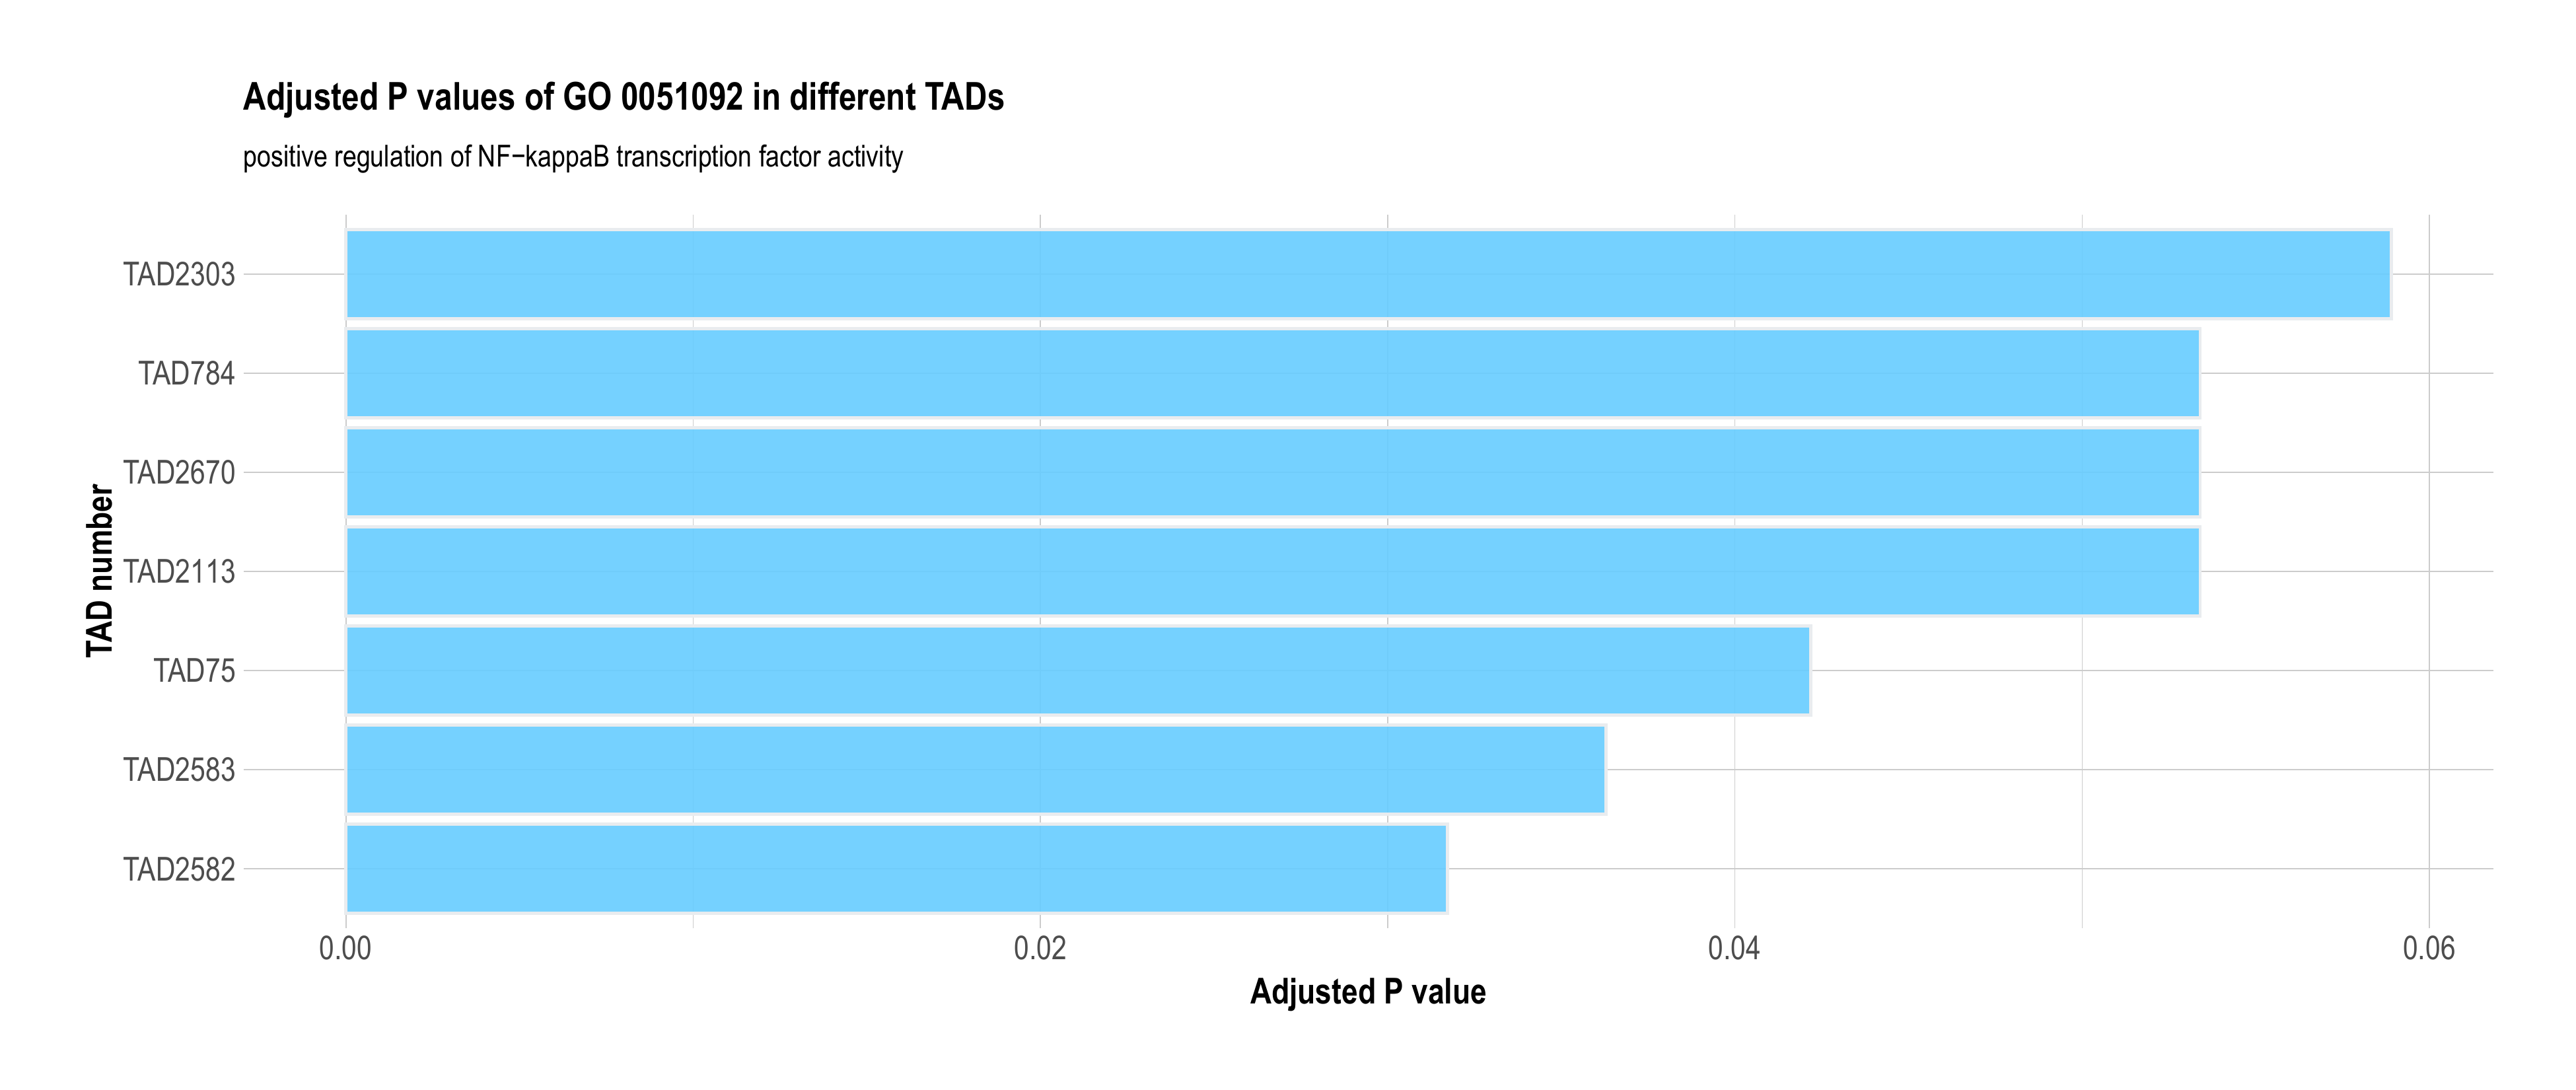 Adjusted P values of GO 0051092 in different TADs
positive regulation of NF−kappaB transcription factor activity
TAD number
TAD2303
TAD784
TAD2670
TAD2113
TAD75
TAD2583
TAD2582
0.00 0.02 0.04 0.06
Adjusted P value